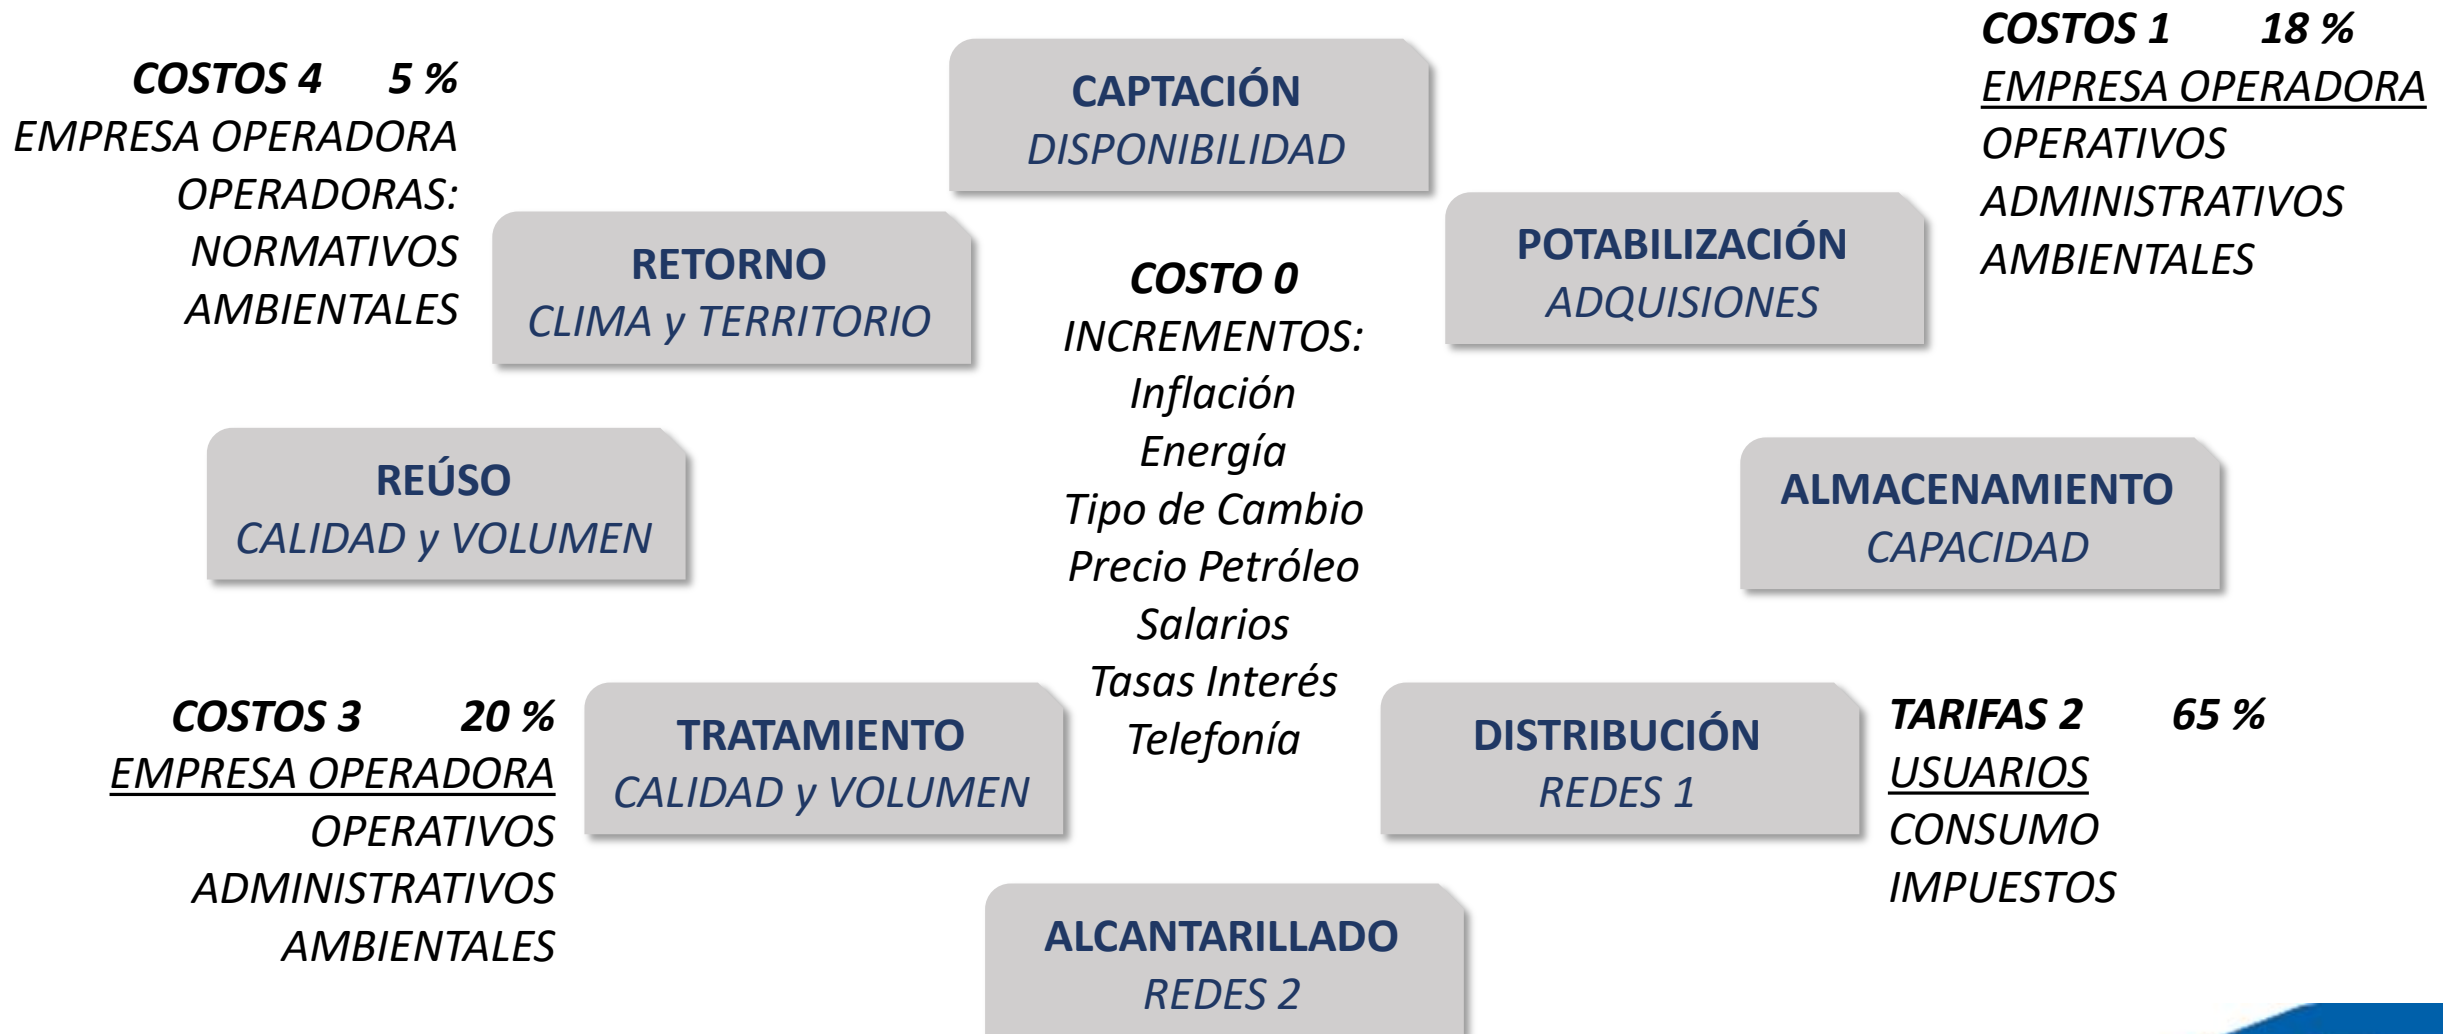 COSTOS 4 5 %
EMPRESA OPERADORA
OPERADORAS:
NORMATIVOS
AMBIENTALES
CAPTACIÓN
DISPONIBILIDAD
COSTOS 1 18 %
EMPRESA OPERADORA
OPERATIVOS
ADMINISTRATIVOS
AMBIENTALES
RETORNO
CLIMA y TERRITORIO
POTABILIZACIÓN
ADQUISIONES
COSTO 0
INCREMENTOS:
Inflación
Energía
Tipo de Cambio
Precio Petróleo
Salarios
Tasas Interés
Telefonía
REÚSO
CALIDAD y VOLUMEN
ALMACENAMIENTO
CAPACIDAD
COSTOS 3 20 %
EMPRESA OPERADORA
OPERATIVOS
ADMINISTRATIVOS
AMBIENTALES
TRATAMIENTO
CALIDAD y VOLUMEN
DISTRIBUCIÓN
REDES 1
TARIFAS 2 65 %
USUARIOS
CONSUMO
IMPUESTOS
ALCANTARILLADO
REDES 2